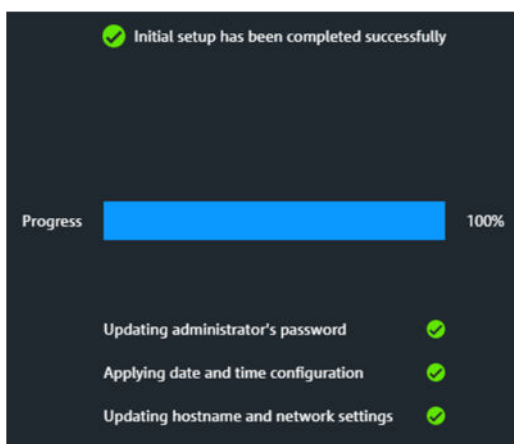 Initial setup has been completed successfully
Progress 100%
Updating administrator's password
Applying date and time configuration
Updating hostname and network settings